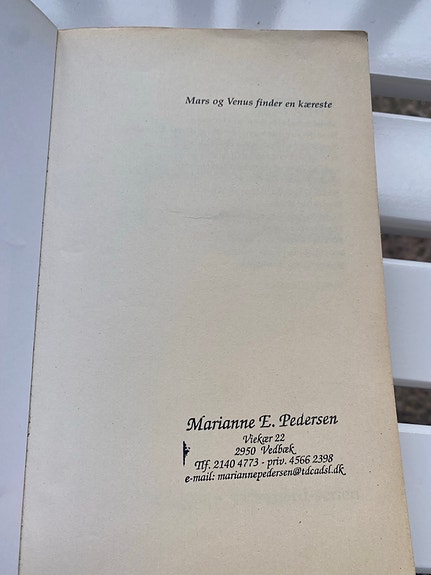 Mars og Venus finder en kæreste
Marianne E. Pedersen
Viekær 22
2950 Vedbæk
Tlf. 2140 4773 - priv. 4566 2398
e-mail: mariannepedersen@tdcadsl.dk